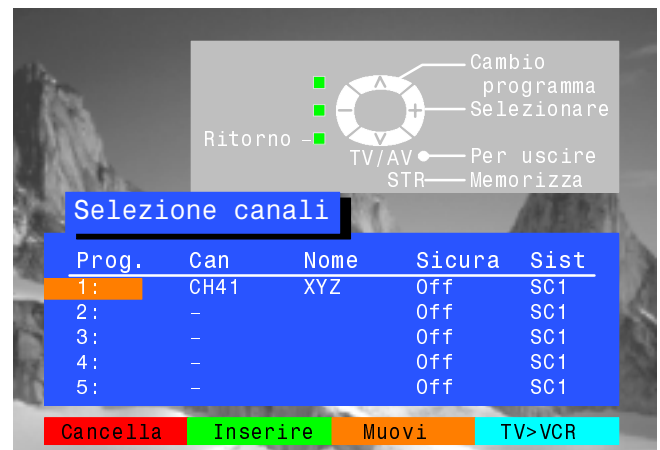 Cambio
programma
Selezionare
Ritorno
TV/AV Per uscire
STR Memorizza
Selezione canali
Prog. Can Nome Sicura Sist
1: CH41 XYZ Off SC1
2: – Off SC1
3: – Off SC1
4: – Off SC1
5: – Off SC1
Cancella Inserire Muovi TV>VCR